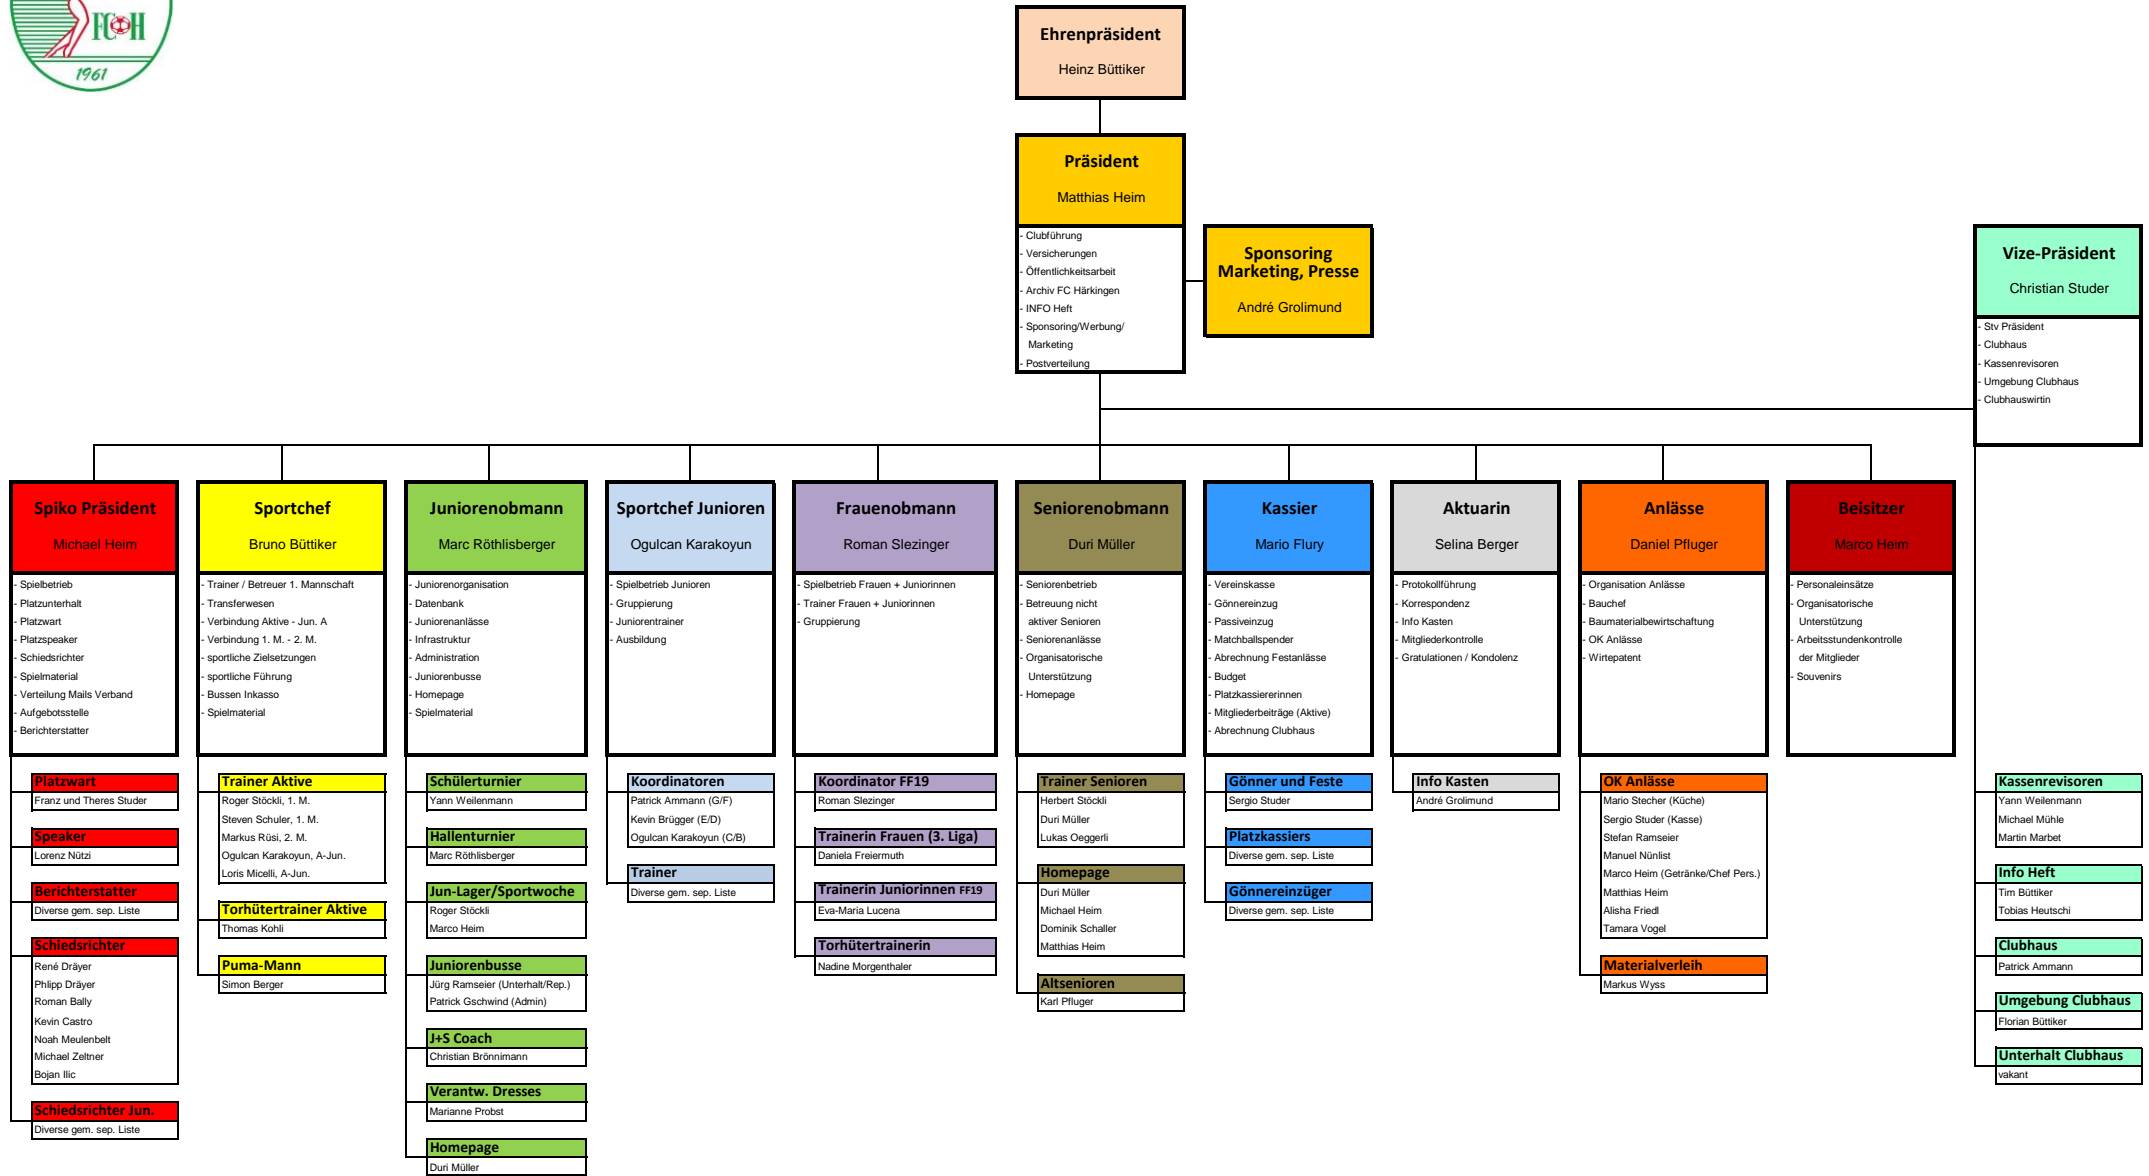 FC H
1961
Ehrenpräsident
Heinz Büttiker
Präsident
Matthias Heim
- Clubführung
- Versicherungen
- Öffentlichkeitsarbeit
- Archiv FC Härkingen
- INFO Heft
- Sponsoring/Werbung/
Marketing
- Postverteilung
Sponsoring
Marketing, Presse
André Grolimund
Vize-Präsident
Christian Studer
- Stv Präsident
- Clubhaus
- Kassenrevisoren
- Umgebung Clubhaus
- Clubhauswirtin
Spiko Präsident
Michael Heim
- Spielbetrieb
- Platzunterhalt
- Platzwart
- Platzspeaker
- Schiedsrichter
- Spielmaterial
- Verteilung Mails Verband
- Aufgebotsstelle
- Berichterstatter
Platzwart
Franz und Theres Studer
Speaker
Lorenz Nützi
Berichterstatter
Diverse gem. sep. Liste
Schiedsrichter
René Dräyer
Phlipp Dräyer
Roman Bally
Kevin Castro
Noah Meulenbelt
Michael Zeltner
Bojan Ilic
Schiedsrichter Jun.
Diverse gem. sep. Liste
Sportchef
Bruno Büttiker
- Trainer / Betreuer 1. Mannschaft
- Transferwesen
- Verbindung Aktive - Jun. A
- Verbindung 1. M. - 2. M.
- sportliche Zielsetzungen
- sportliche Führung
- Bussen Inkasso
- Spielmaterial
Trainer Aktive
Roger Stöckli, 1. M.
Steven Schuler, 1. M.
Markus Rüsi, 2. M.
Ogulcan Karakoyun, A-Jun.
Loris Micelli, A-Jun.
Torhütertrainer Aktive
Thomas Kohli
Puma-Mann
Simon Berger
Juniorenobmann
Marc Röthlisberger
- Juniorenorganisation
- Datenbank
- Juniorenanlässe
- Infrastruktur
- Administration
- Juniorenbusse
- Homepage
- Spielmaterial
Schülerturnier
Yann Weilenmann
Hallenturnier
Marc Röthlisberger
Jun-Lager/Sportwoche
Roger Stöckli
Marco Heim
Juniorenbusse
Jürg Ramseier (Unterhalt/Rep.)
Patrick Gschwind (Admin)
J+S Coach
Christian Brönnimann
Verantw. Dresses
Marianne Probst
Homepage
Duri Müller
Sportchef Junioren
Ogulcan Karakoyun
- Spielbetrieb Junioren
- Gruppierung
- Juniorentrainer
- Ausbildung
Koordinatoren
Patrick Ammann (G/F)
Kevin Brügger (E/D)
Ogulcan Karakoyun (C/B)
Trainer
Diverse gem. sep. Liste
Frauenobmann
Roman Slezinger
- Spielbetrieb Frauen + Juniorinnen
- Trainer Frauen + Juniorinnen
- Gruppierung
Koordinator FF19
Roman Slezinger
Trainerin Frauen (3. Liga)
Daniela Freiermuth
Trainerin Juniorinnen FF19
Eva-Maria Lucena
Torhütertrainerin
Nadine Morgenthaler
Seniorenobmann
Duri Müller
- Seniorenbetrieb
- Betreuung nicht
aktiver Senioren
- Seniorenanlässe
- Organisatorische
Unterstützung
- Homepage
Trainer Senioren
Herbert Stöckli
Duri Müller
Lukas Oeggerli
Homepage
Duri Müller
Michael Heim
Dominik Schaller
Matthias Heim
Altsenioren
Karl Pfluger
Kassier
Mario Flury
- Vereinskasse
- Gönnereinzug
- Passiveinzug
- Matchballspender
- Abrechnung Festanlässe
- Budget
- Platzkassiererinnen
- Mitgliederbeiträge (Aktive)
- Abrechnung Clubhaus
Gönner und Feste
Sergio Studer
Platzkassiers
Diverse gem. sep. Liste
Gönnereinzüger
Diverse gem. sep. Liste
Aktuarin
Selina Berger
- Protokollführung
- Korrespondenz
- Info Kasten
- Mitgliederkontrolle
- Gratulationen / Kondolenz
Info Kasten
André Grolimund
Anlässe
Daniel Pfluger
- Organisation Anlässe
- Bauchef
- Baumaterialbewirtschaftung
- OK Anlässe
- Wirtepatent
OK Anlässe
Mario Stecher (Küche)
Sergio Studer (Kasse)
Stefan Ramseier
Manuel Nünlist
Marco Heim (Getränke/Chef Pers.)
Matthias Heim
Alisha Friedl
Tamara Vogel
Materialverleih
Markus Wyss
Beisitzer
Marco Heim
- Personaleinsätze
- Organisatorische
Unterstützung
- Arbeitsstundenkontrolle
der Mitglieder
- Souvenirs
Kassenrevisoren
Yann Weilenmann
Michael Mühle
Martin Marbet
Info Heft
Tim Büttiker
Tobias Heutschi
Clubhaus
Patrick Ammann
Umgebung Clubhaus
Florian Büttiker
Unterhalt Clubhaus
vakant